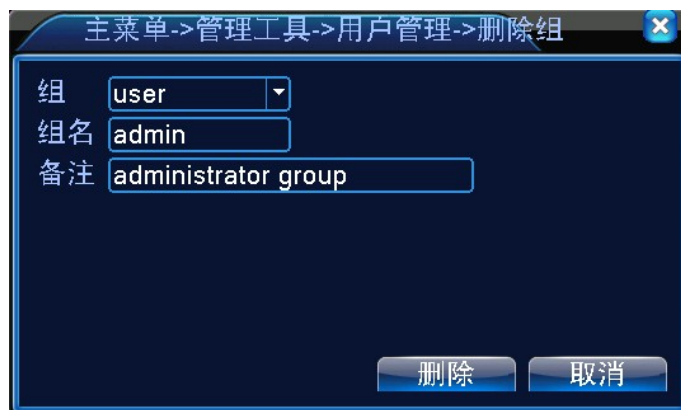 主菜单->管理工具->用户管理->删除组
组 user
组名 admin
备注 administrator group
删除 取消